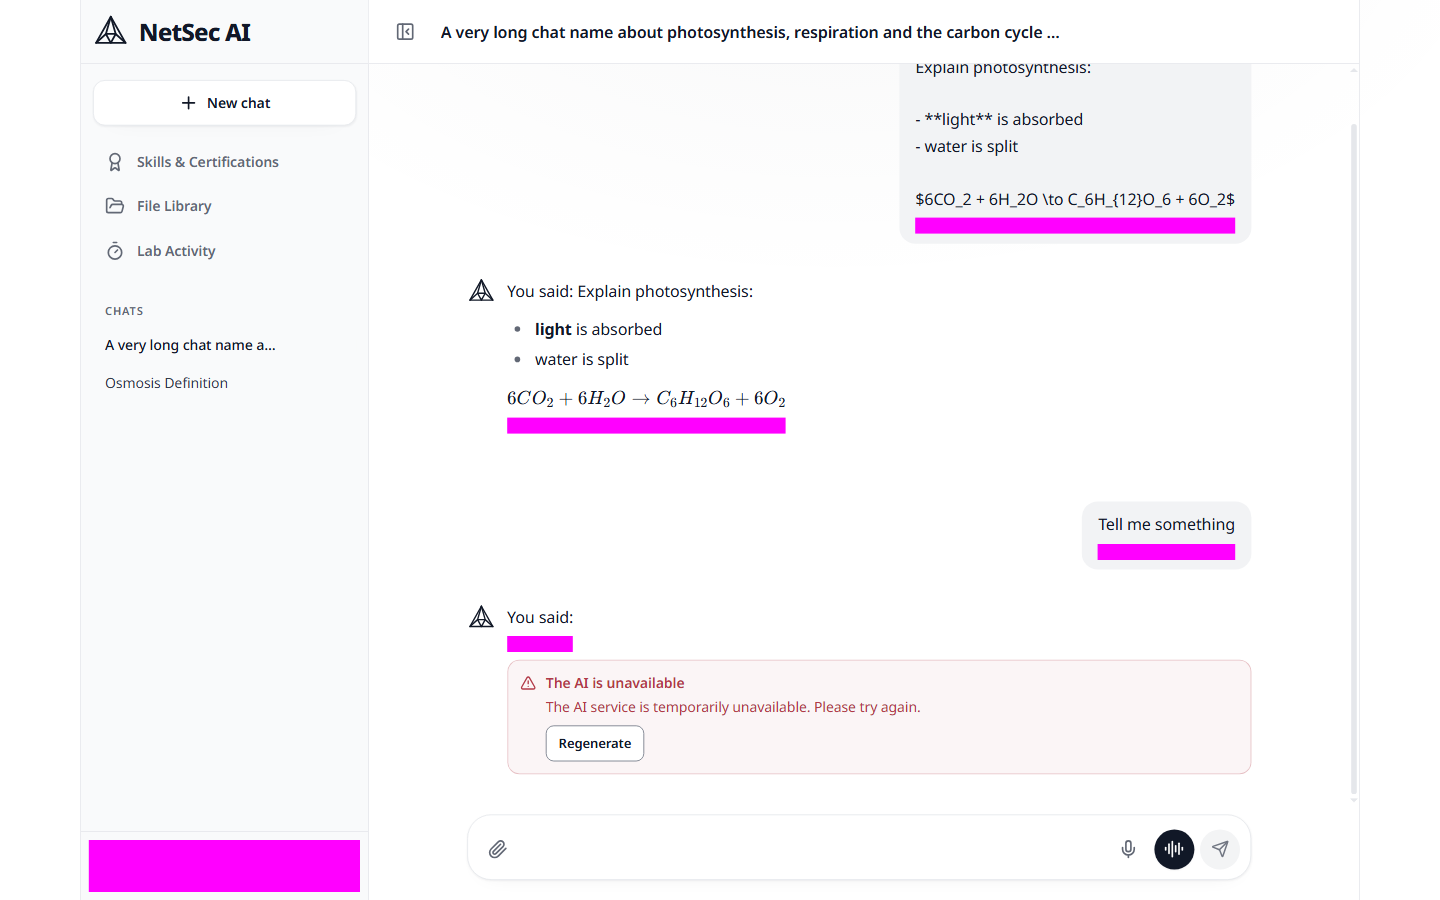 NetSec AI
A very long chat name about photosynthesis, respiration and the carbon cycle ...
New chat
Skills & Certifications
File Library
Lab Activity
CHATS
A very long chat name a...
Osmosis Definition
Explain photosynthesis:
- **light** is absorbed
- water is split
$6CO_2 + 6H_2O \to C_6H_{12}O_6 + 6O_2$
You said: Explain photosynthesis:
• light is absorbed
• water is split
6CO₂ + 6H₂O → C₆H₁₂O₆ + 6O₂
Tell me something
You said:
The AI is unavailable
The AI service is temporarily unavailable. Please try again.
Regenerate